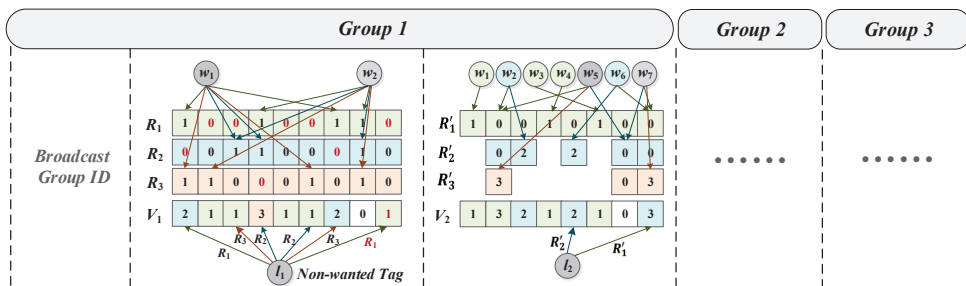 Group 1
Group 2
Group 3
Broadcast
Group ID
w1 w2
R1 1 0 0 1 0 0 1 1 0
R2 0 0 1 1 0 0 0 1 0
R3 1 1 0 0 0 1 0 1 0
V1 2 1 1 3 1 1 2 0 1
R1 R3 R2 R2 R3 R1
l1 Non-wanted Tag
w1 w2 w3 w4 w5 w6 w7
R'1 1 0 0 1 0 1 0 0
R'2 0 2 2 0 0
R'3 3 0 3
V2 1 3 2 1 2 1 0 3
R'2 R'1
l2
......
......